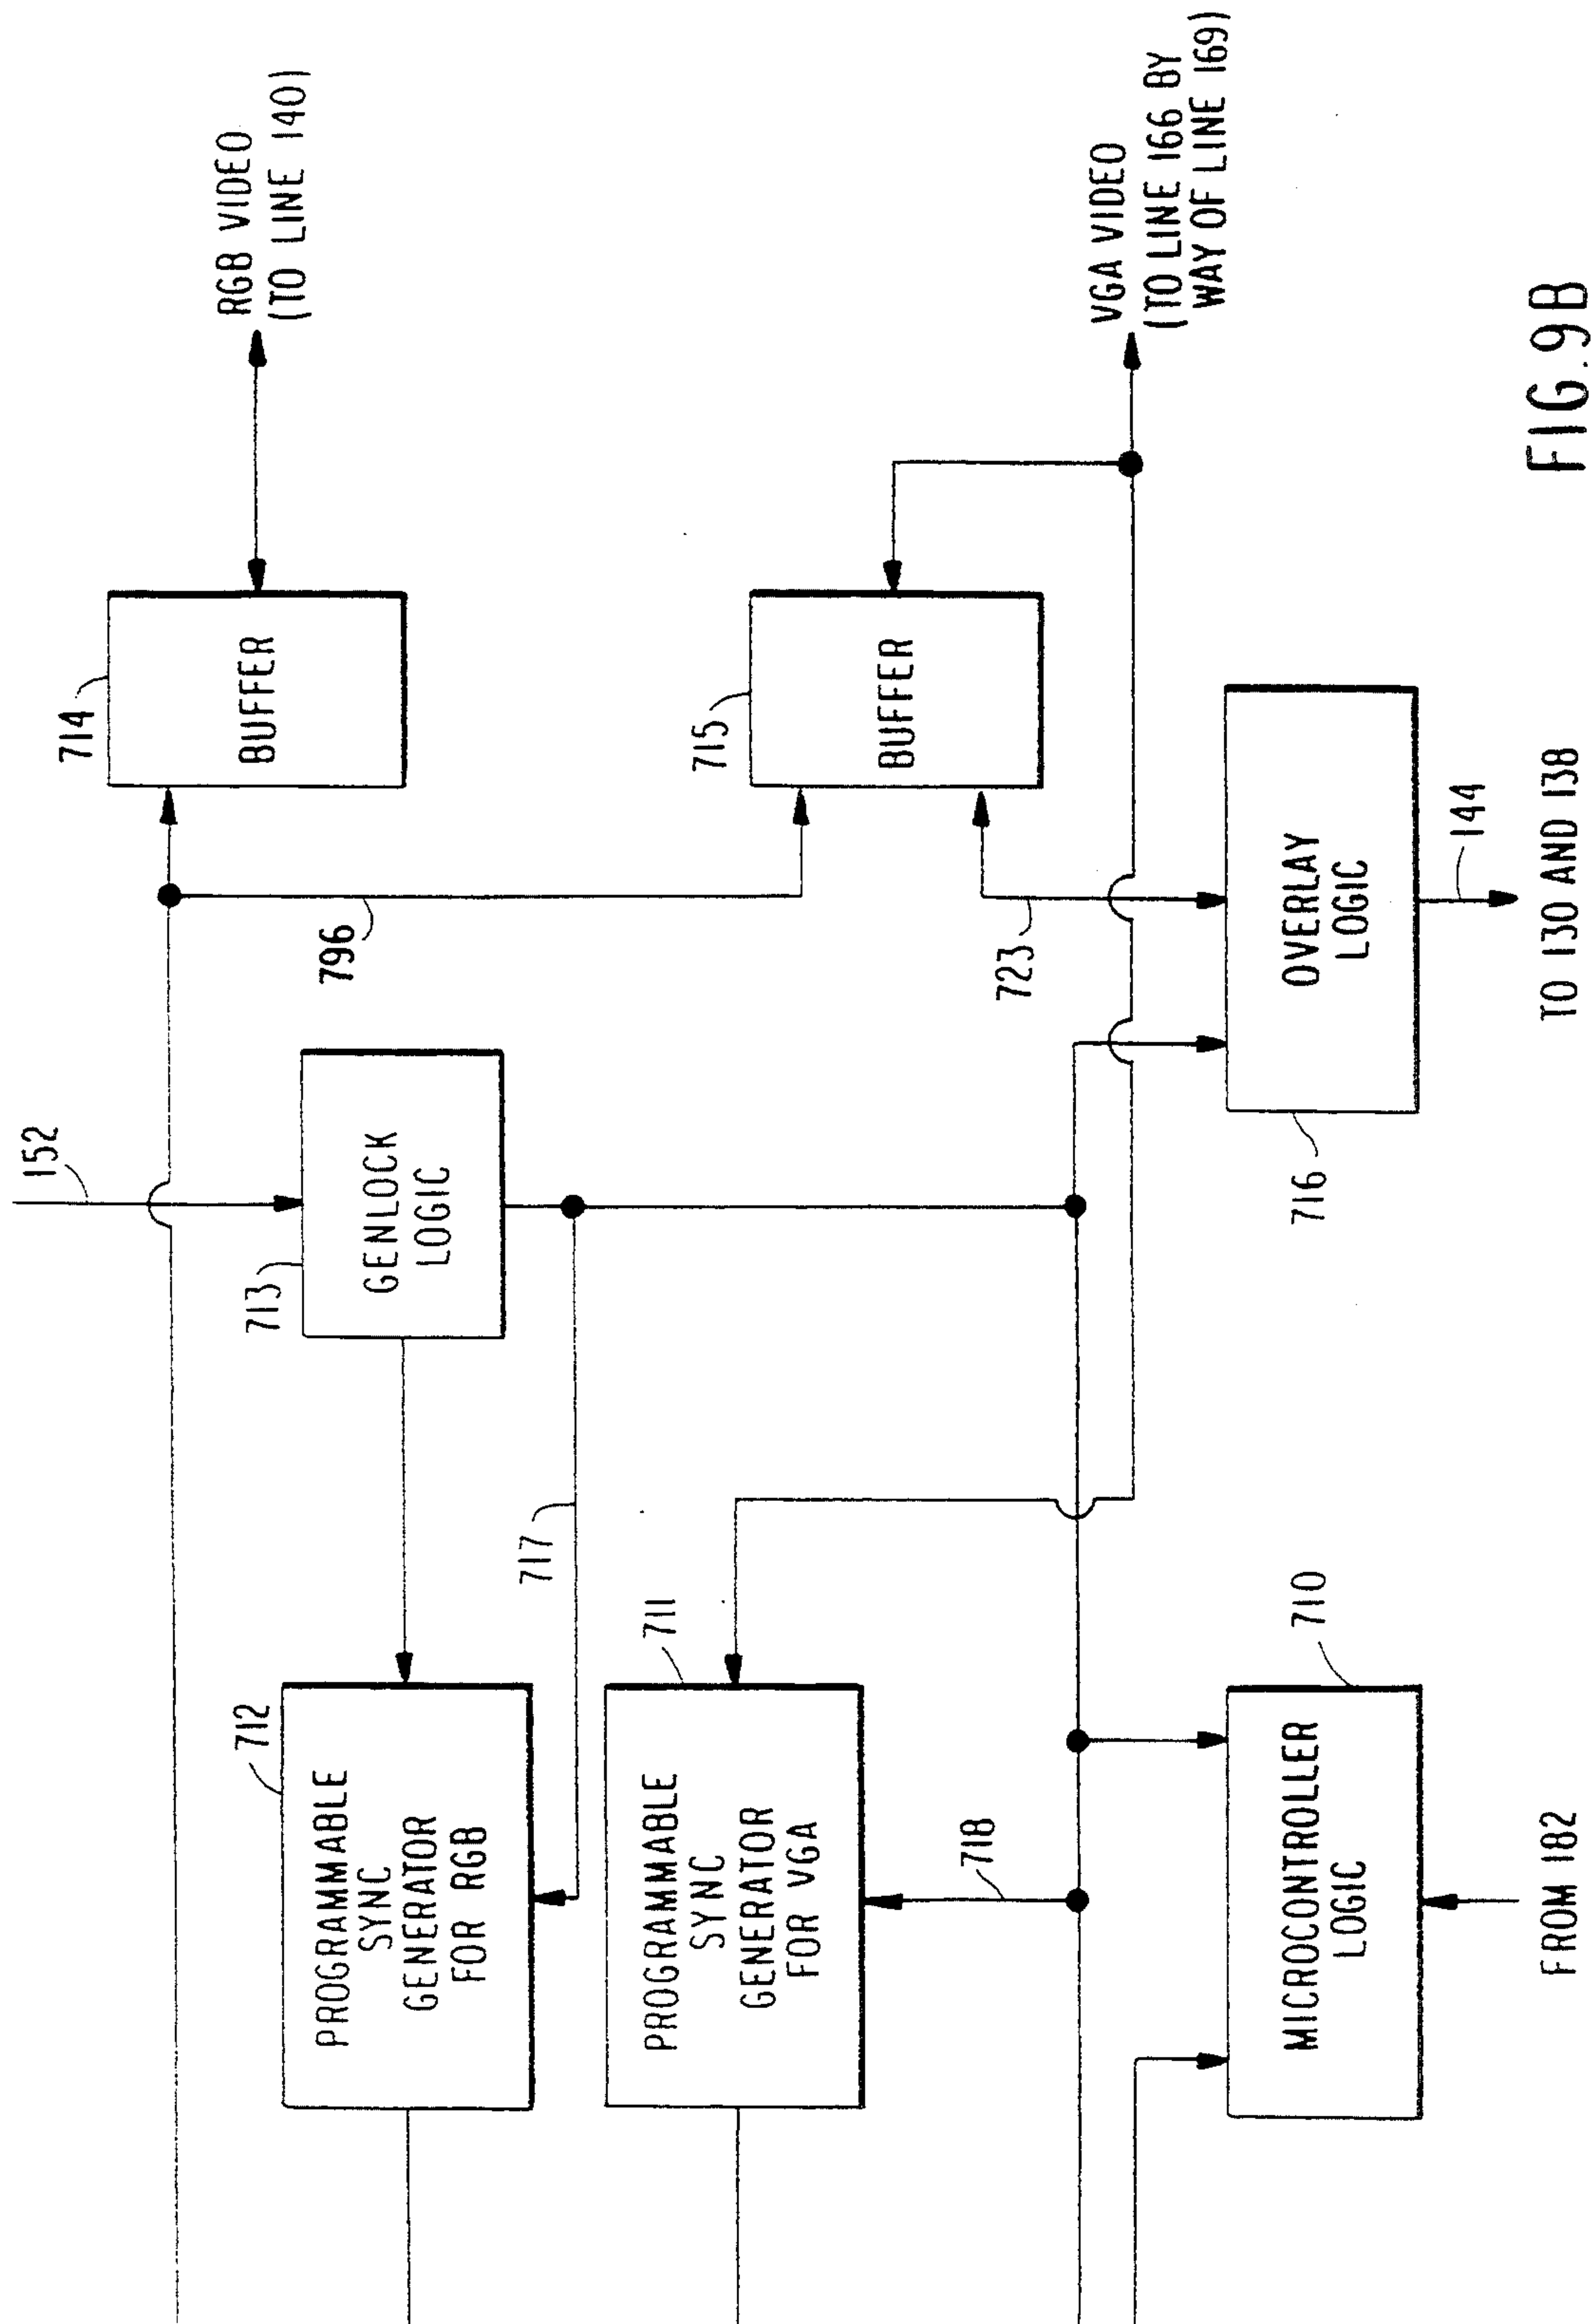 152
714
BUFFER
RGB VIDEO
(TO LINE 140)
796
713
GENLOCK
LOGIC
712
PROGRAMMABLE
SYNC
GENERATOR
FOR RGB
717
711
PROGRAMMABLE
SYNC
GENERATOR
FOR VGA
715
BUFFER
VGA VIDEO
(TO LINE 166 BY
WAY OF LINE 169)
723
718
710
MICROCONTROLLER
LOGIC
716
OVERLAY
LOGIC
144
FROM 182
TO 130 AND 138
FIG. 9B